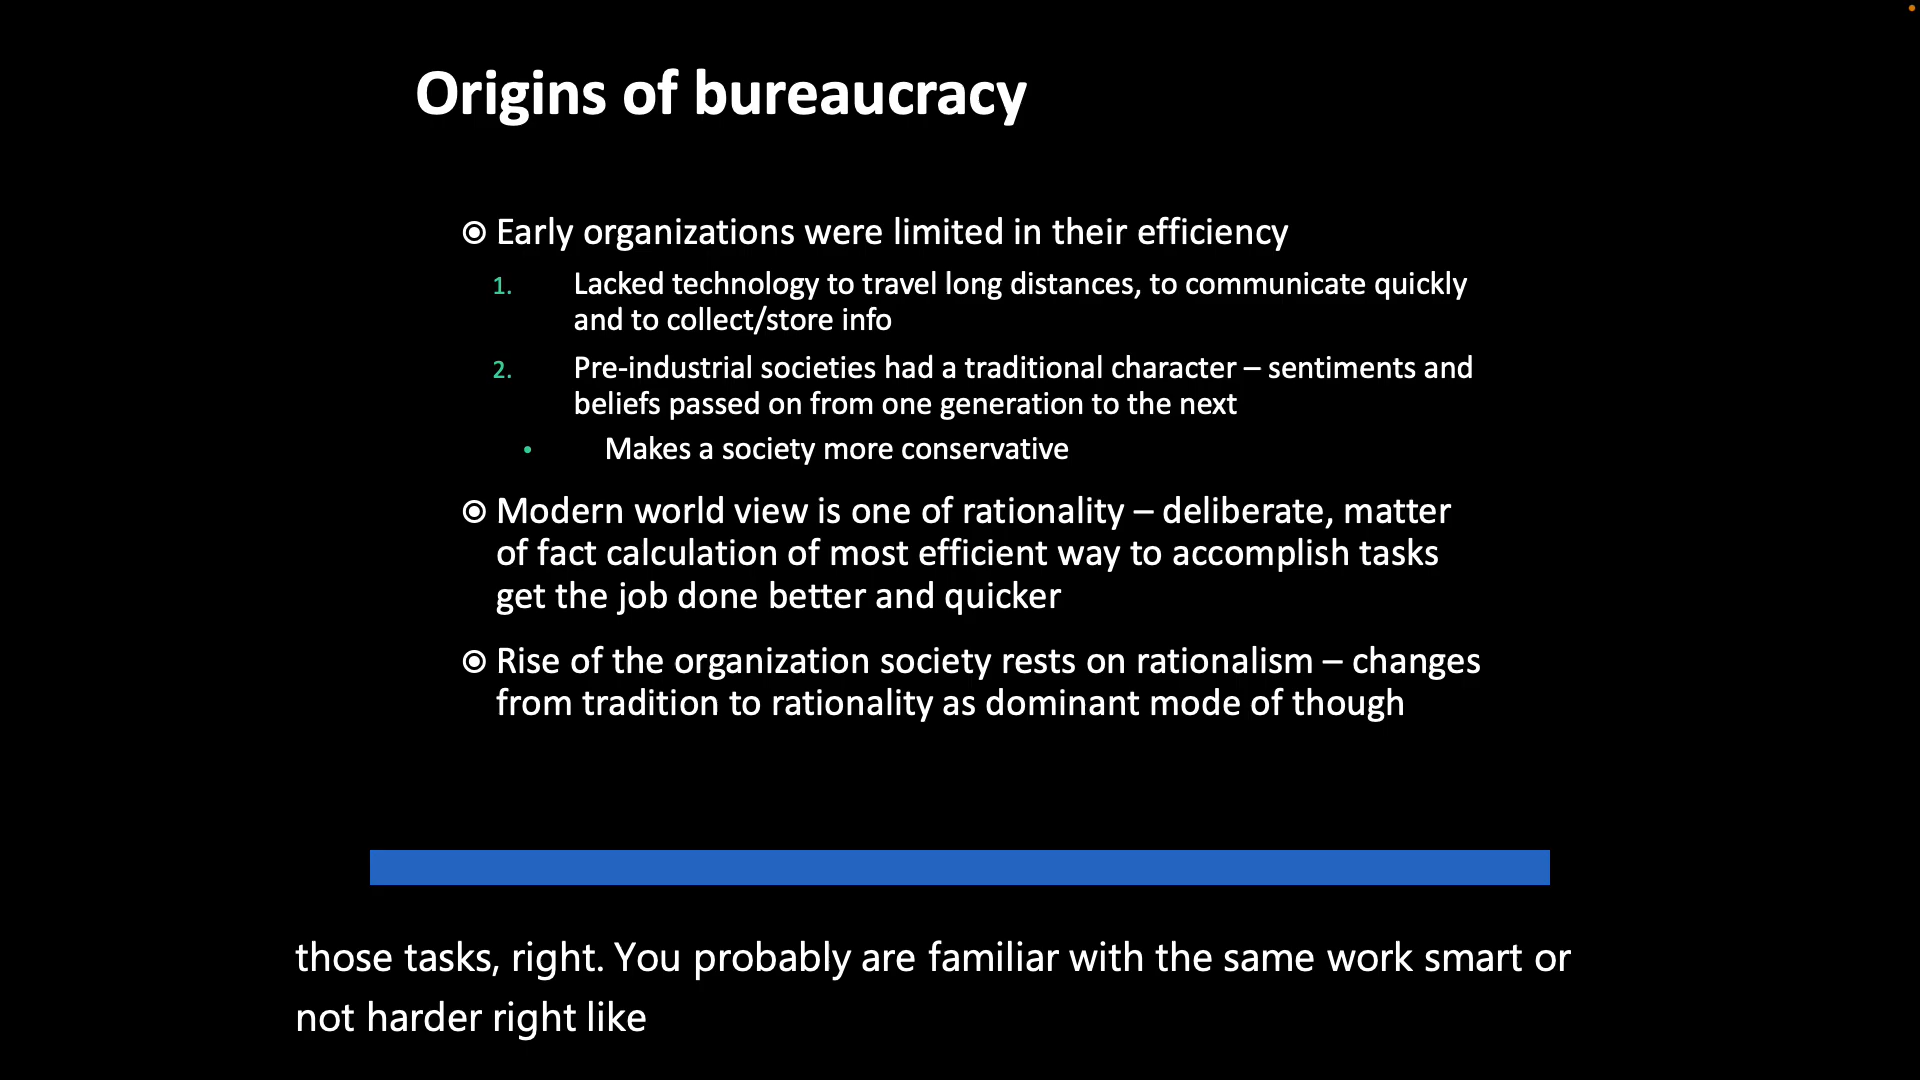 Origins of bureaucracy
Early organizations were limited in their efficiency
1. Lacked technology to travel long distances, to communicate quickly
and to collect/store info
2. Pre-industrial societies had a traditional character – sentiments and
beliefs passed on from one generation to the next
• Makes a society more conservative
Modern world view is one of rationality – deliberate, matter
of fact calculation of most efficient way to accomplish tasks
get the job done better and quicker
Rise of the organization society rests on rationalism – changes
from tradition to rationality as dominant mode of though
those tasks, right. You probably are familiar with the same work smart or
not harder right like